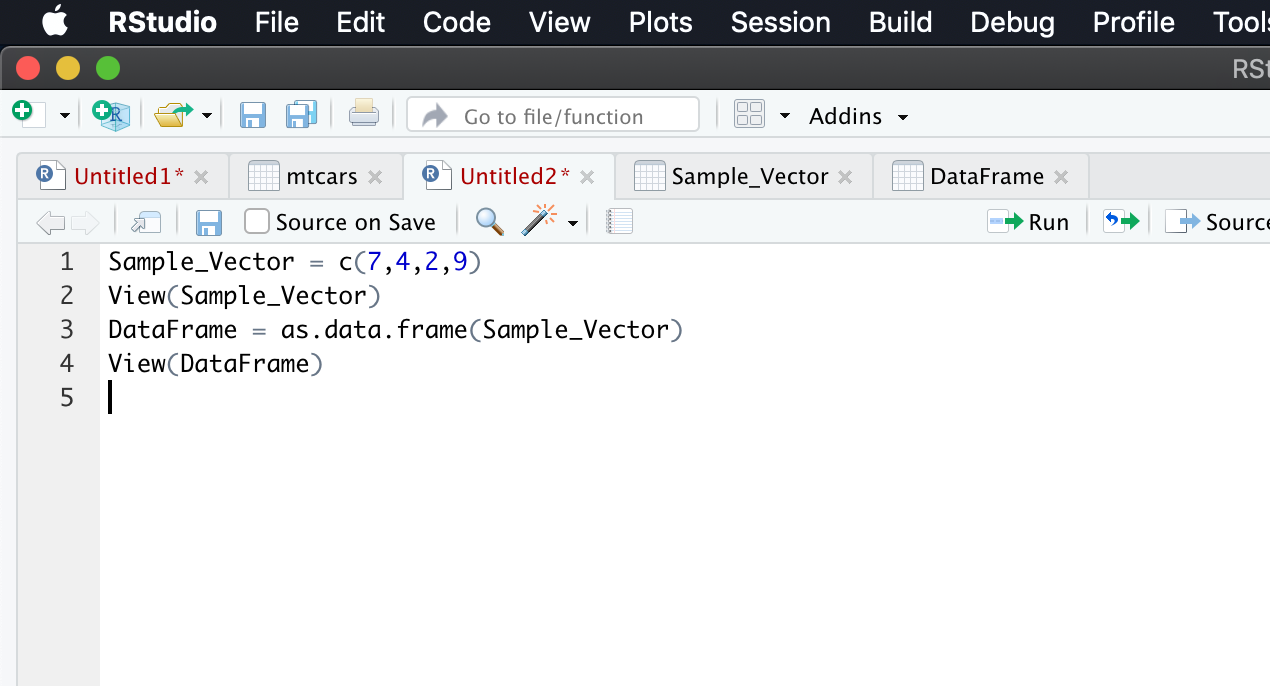 RStudio File Edit Code View Plots Session Build Debug Profile Tools
RSt
Go to file/function Addins
Untitled1* mtcars Untitled2* Sample_Vector DataFrame
Source on Save Run Source
1 Sample_Vector = c(7,4,2,9)
2 View(Sample_Vector)
3 DataFrame = as.data.frame(Sample_Vector)
4 View(DataFrame)
5